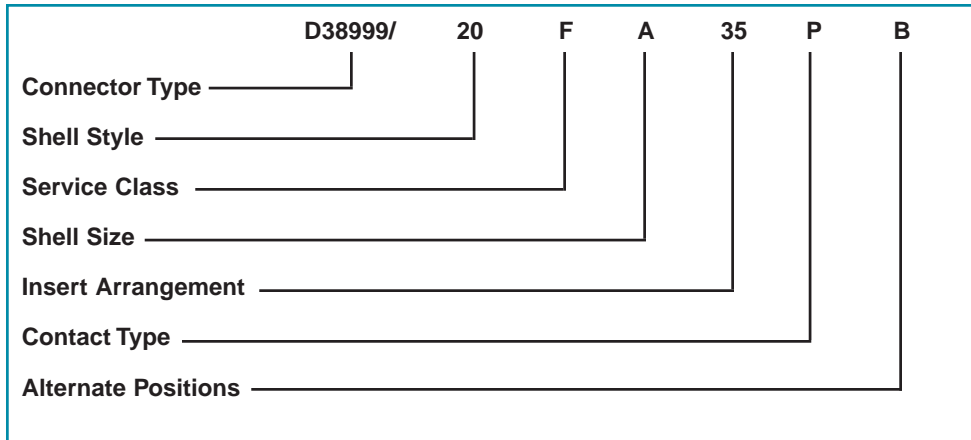 D38999/ 20 F A 35 P B
Connector Type
Shell Style
Service Class
Shell Size
Insert Arrangement
Contact Type
Alternate Positions